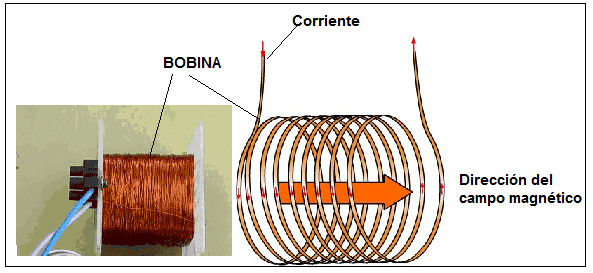 Corriente
BOBINA
Dirección del
campo magnético